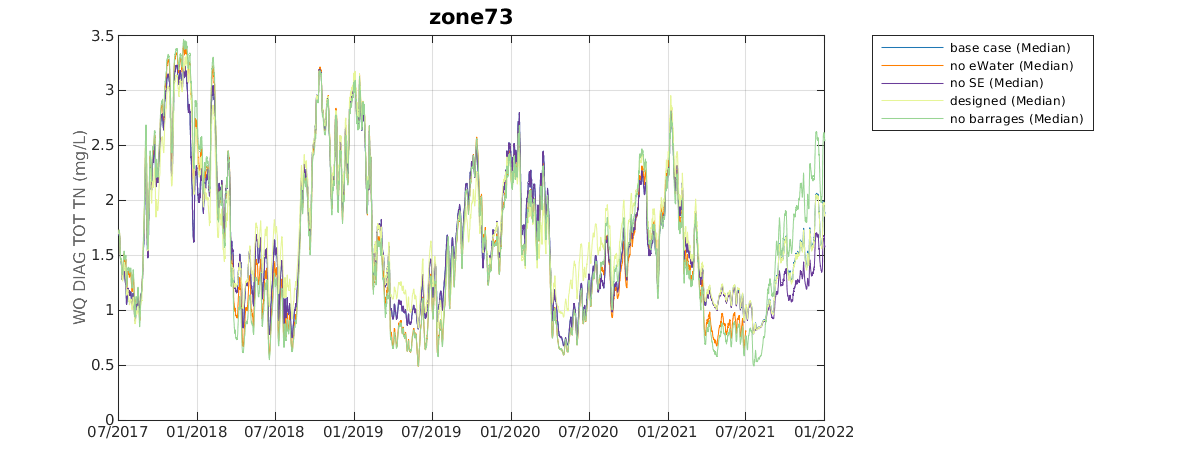 zone73
WQ DIAG TOT TN (mg/L)
3.5
3
2.5
2
1.5
1
0.5
0
07/2017 01/2018 07/2018 01/2019 07/2019 01/2020 07/2020 01/2021 07/2021 01/2022
base case (Median)
no eWater (Median)
no SE (Median)
designed (Median)
no barrages (Median)